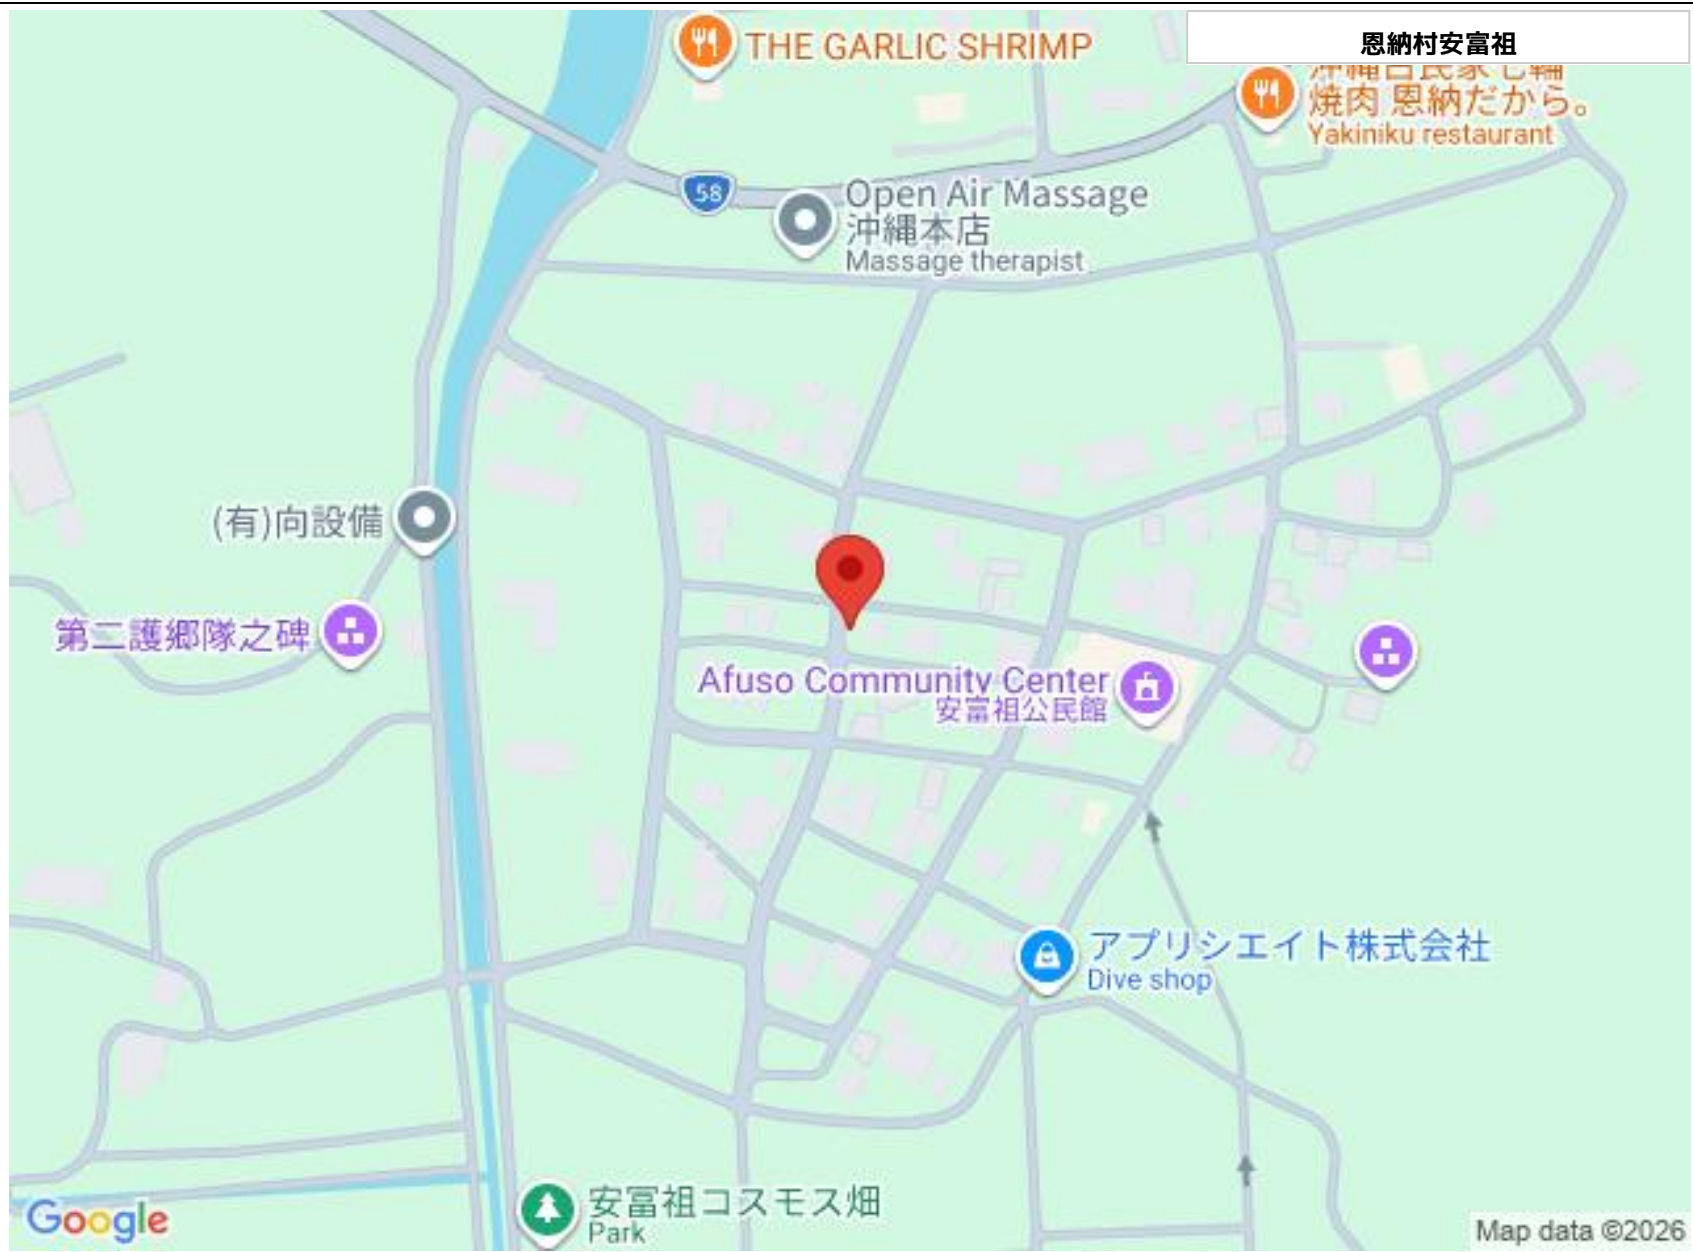 恩納村安富祖
THE GARLIC SHRIMP
焼肉 恩納だから。
Yakiniku restaurant
58
Open Air Massage
沖縄本店
Massage therapist
(有)向設備
第二護郷隊之碑
Afuso Community Center
安富祖公民館
アプリシエイト株式会社
Dive shop
安富祖コスモス畑
Park
Google
Map data ©2026